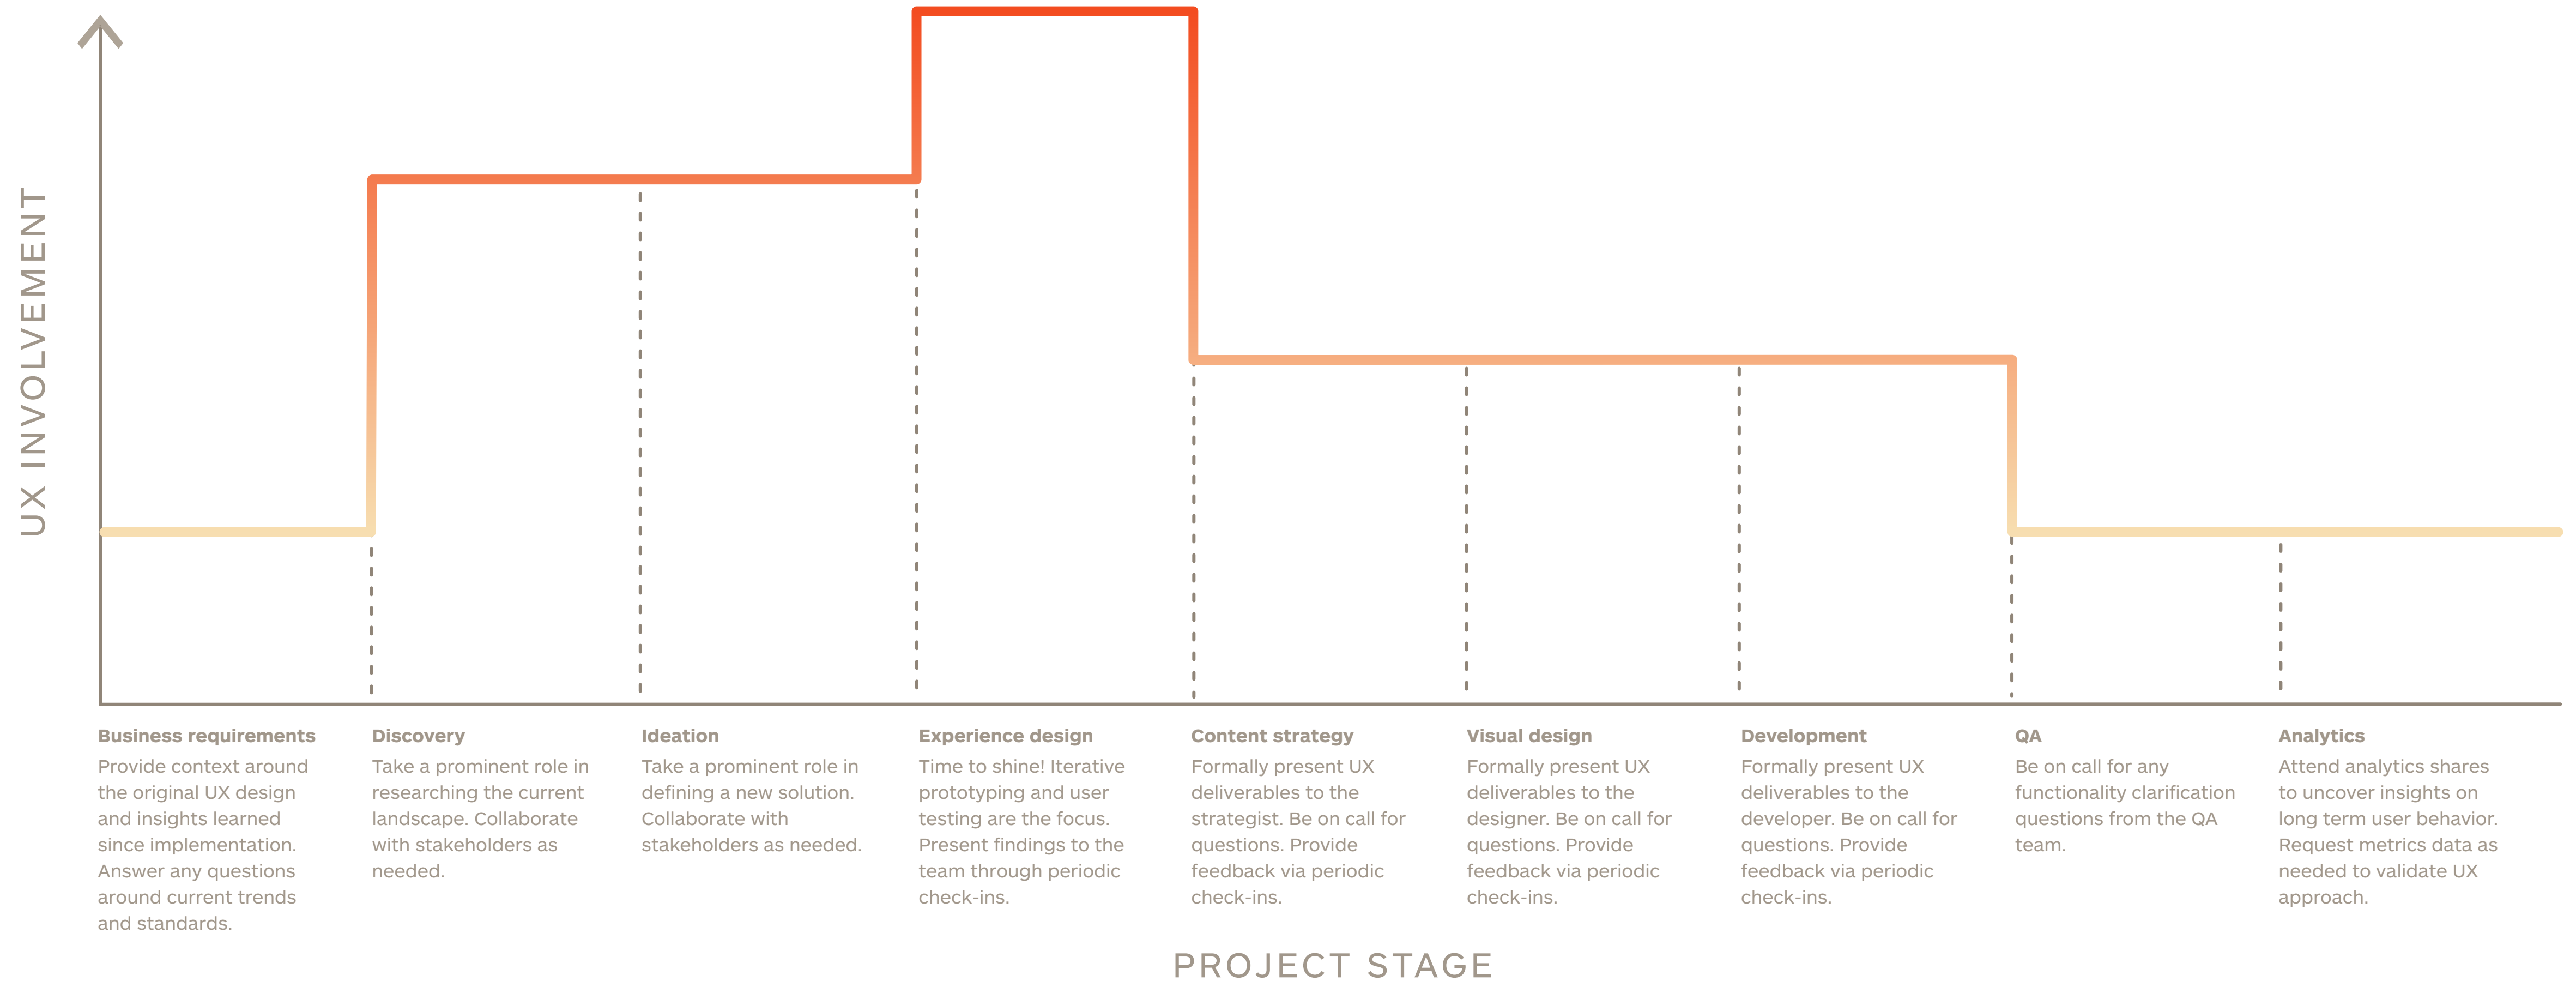 UX INVOLVEMENT
Business requirements
Provide context around
the original UX design
and insights learned
since implementation.
Answer any questions
around current trends
and standards.
Discovery
Take a prominent role in
researching the current
landscape. Collaborate
with stakeholders as
needed.
Ideation
Take a prominent role in
defining a new solution.
Collaborate with
stakeholders as needed.
Experience design
Time to shine! Iterative
prototyping and user
testing are the focus.
Present findings to the
team through periodic
check-ins.
Content strategy
Formally present UX
deliverables to the
strategist. Be on call for
questions. Provide
feedback via periodic
check-ins.
Visual design
Formally present UX
deliverables to the
designer. Be on call for
questions. Provide
feedback via periodic
check-ins.
Development
Formally present UX
deliverables to the
developer. Be on call for
questions. Provide
feedback via periodic
check-ins.
QA
Be on call for any
functionality clarification
questions from the QA
team.
Analytics
Attend analytics shares
to uncover insights on
long term user behavior.
Request metrics data as
needed to validate UX
approach.
PROJECT STAGE